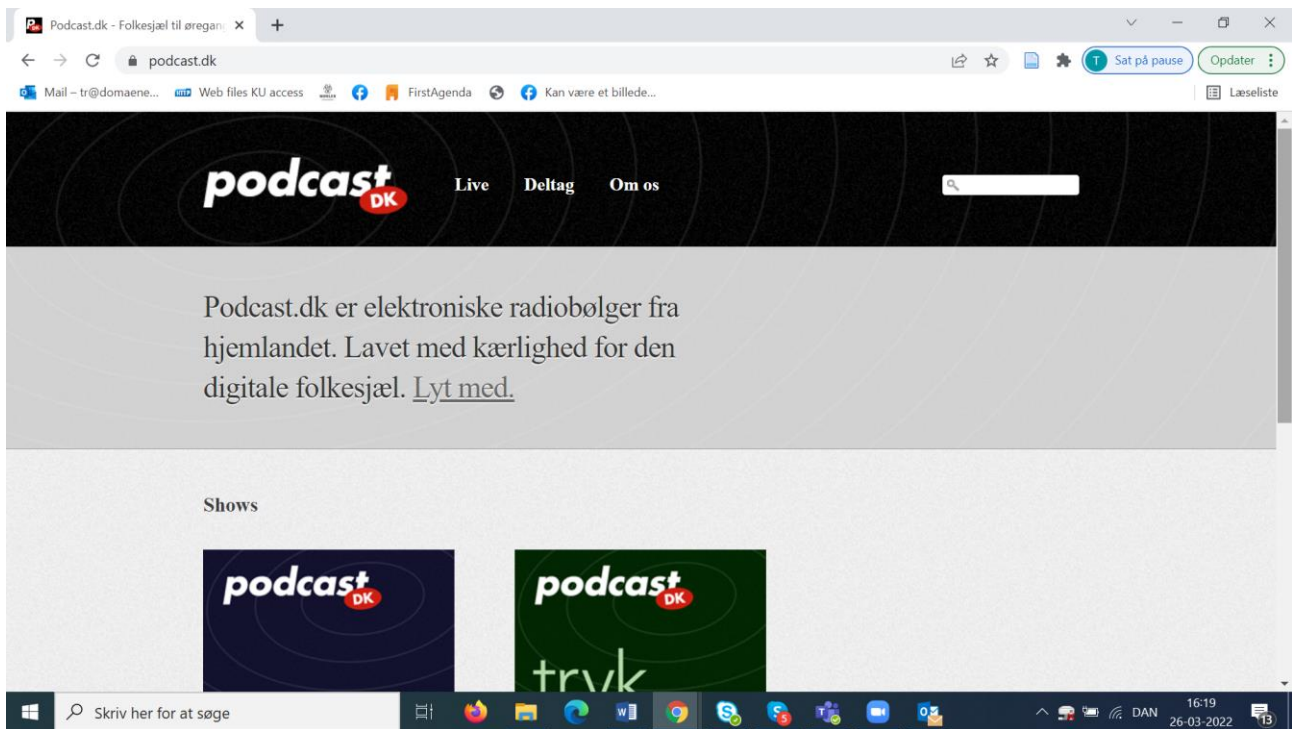 Podcast.dk - Folkesjæl til øregang
podcast.dk
Sat på pause
Opdater
Mail – tr@domaene...
Web files KU access
FirstAgenda
Kan være et billede...
Læseliste
podcast DK
Live
Deltag
Om os
Podcast.dk er elektroniske radiobølger fra
hjemlandet. Lavet med kærlighed for den
digitale folkesjæl. Lyt med.
Shows
podcast DK
podcast DK
tryk
Skriv her for at søge
DAN
16:19
26-03-2022
13